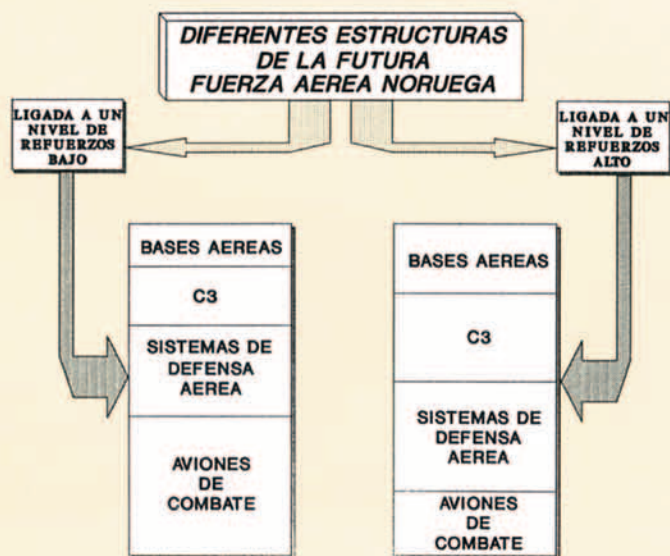 DIFERENTES ESTRUCTURAS
DE LA FUTURA
FUERZA AEREA NORUEGA
LIGADA A UN
NIVEL DE
REFUERZOS
BAJO
LIGADA A UN
NIVEL DE
REFUERZOS
ALTO
BASES AEREAS
C3
SISTEMAS DE
DEFENSA
AEREA
AVIONES
DE
COMBATE
BASES AEREAS
C3
SISTEMAS DE
DEFENSA
AEREA
AVIONES
DE
COMBATE